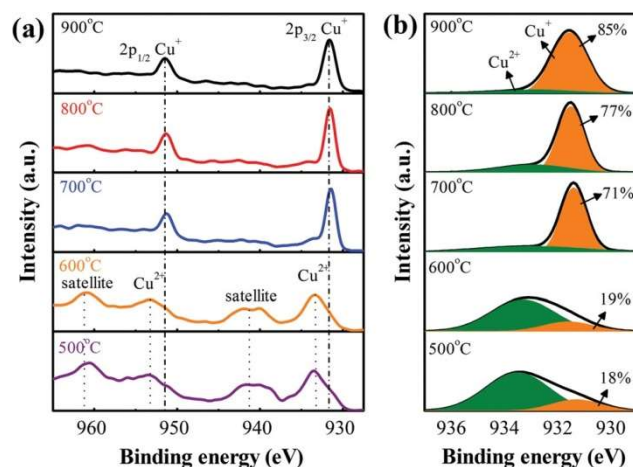 (a)
900°C
2p1/2 Cu+
2p3/2 Cu+
800°C
700°C
600°C
satellite
Cu2+
satellite
Cu2+
500°C
960 950 940 930
Binding energy (eV)
Intensity (a.u.)
(b)
900°C
Cu2+
Cu+
85%
800°C
77%
700°C
71%
600°C
19%
500°C
18%
936 934 932 930
Binding energy (eV)
Intensity (a.u.)